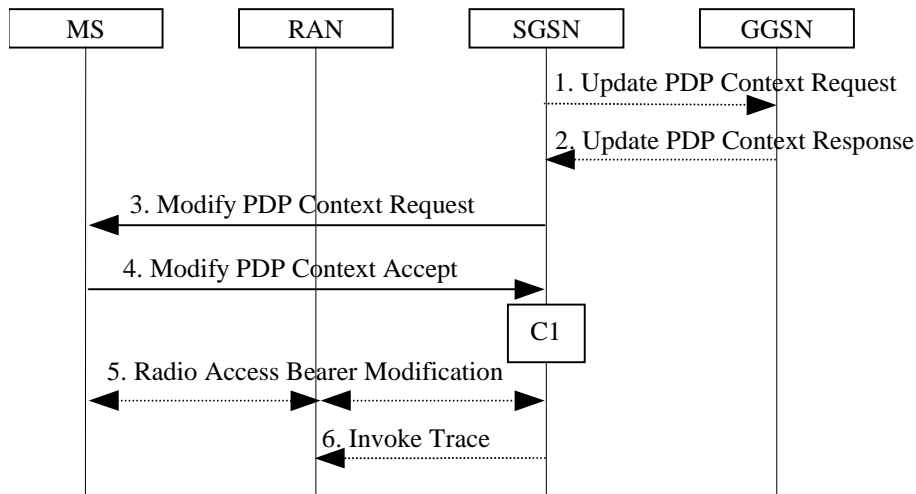 MS
RAN
SGSN
GGSN
1. Update PDP Context Request
2. Update PDP Context Response
3. Modify PDP Context Request
4. Modify PDP Context Accept
C1
5. Radio Access Bearer Modification
6. Invoke Trace